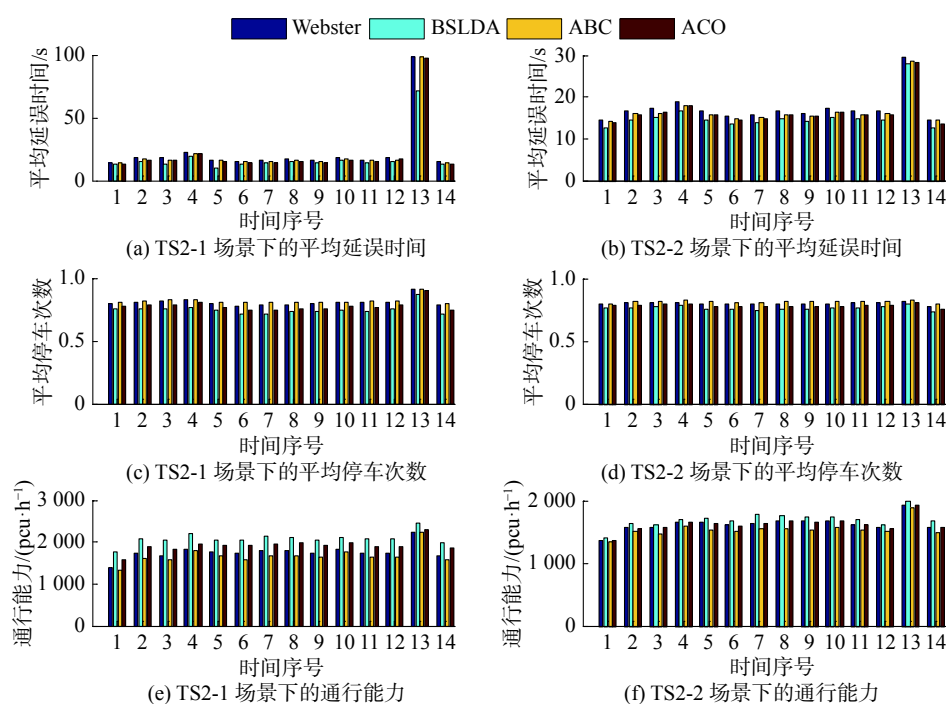 Webster BSLDA ABC ACO
平均延误时间/s
100
50
0
1 2 3 4 5 6 7 8 9 10 11 12 13 14
时间序号
(a) TS2-1 场景下的平均延误时间
平均延误时间/s
30
20
10
0
1 2 3 4 5 6 7 8 9 10 11 12 13 14
时间序号
(b) TS2-2 场景下的平均延误时间
平均停车次数
1.0
0.5
0
1 2 3 4 5 6 7 8 9 10 11 12 13 14
时间序号
(c) TS2-1 场景下的平均停车次数
平均停车次数
1.0
0.5
0
1 2 3 4 5 6 7 8 9 10 11 12 13 14
时间序号
(d) TS2-2 场景下的平均停车次数
通行能力/(pcu·h⁻¹)
3 000
2 000
1 000
0
1 2 3 4 5 6 7 8 9 10 11 12 13 14
时间序号
(e) TS2-1 场景下的通行能力
通行能力/(pcu·h⁻¹)
2 000
1 000
0
1 2 3 4 5 6 7 8 9 10 11 12 13 14
时间序号
(f) TS2-2 场景下的通行能力